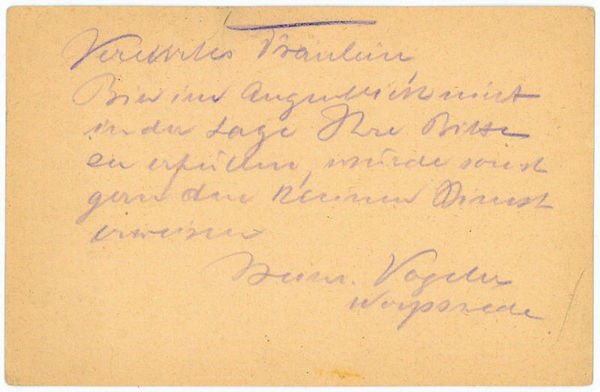 Verehrtes Fräulein
Bin im Augenblick nicht
in der Lage Ihre Bitte
zu erfüllen, würde sonst
gern den kleinen Dienst
erweisen
Heinr. Vogeler
Worpswede